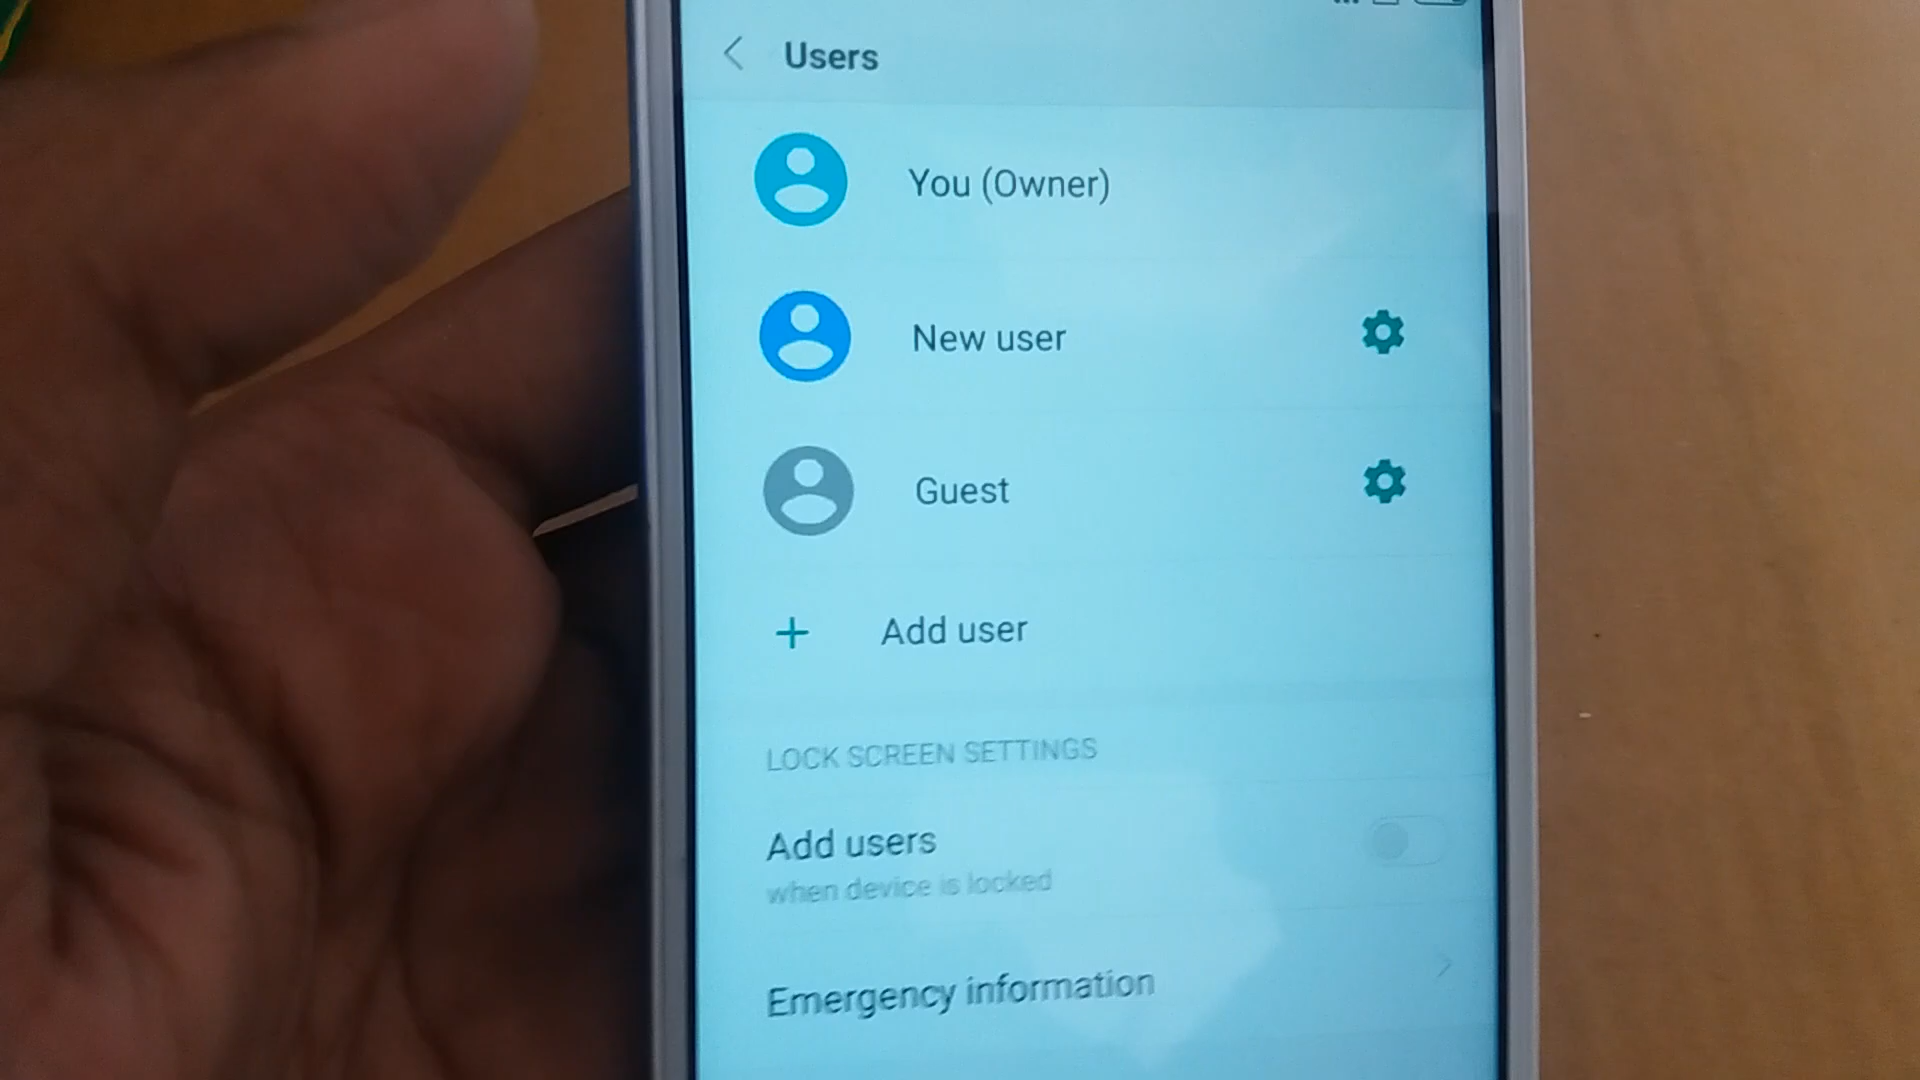 Users
You (Owner)
New user
Guest
Add user
LOCK SCREEN SETTINGS
Add users
when device is locked
Emergency information